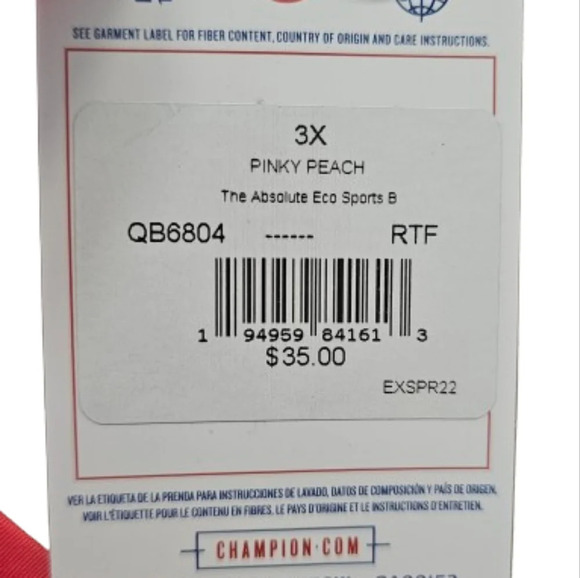 SEE GARMENT LABEL FOR FIBER CONTENT, COUNTRY OF ORIGIN AND CARE INSTRUCTIONS.
3X
PINKY PEACH
The Absolute Eco Sports B
QB6804 ------ RTF
1 94959 84161 3
$35.00
EXSPR22
VER LA ETIQUETA DE LA PRENDA PARA INSTRUCCIONES DE LAVADO, DATOS DE COMPOSICIÓN Y PAÍS DE ORIGEN.
VOIR L'ÉTIQUETTE POUR LE CONTENU EN FIBRES, LE PAYS D'ORIGINE ET LE INSTRUCTIONS D'ENTRETIEN.
CHAMPION·COM